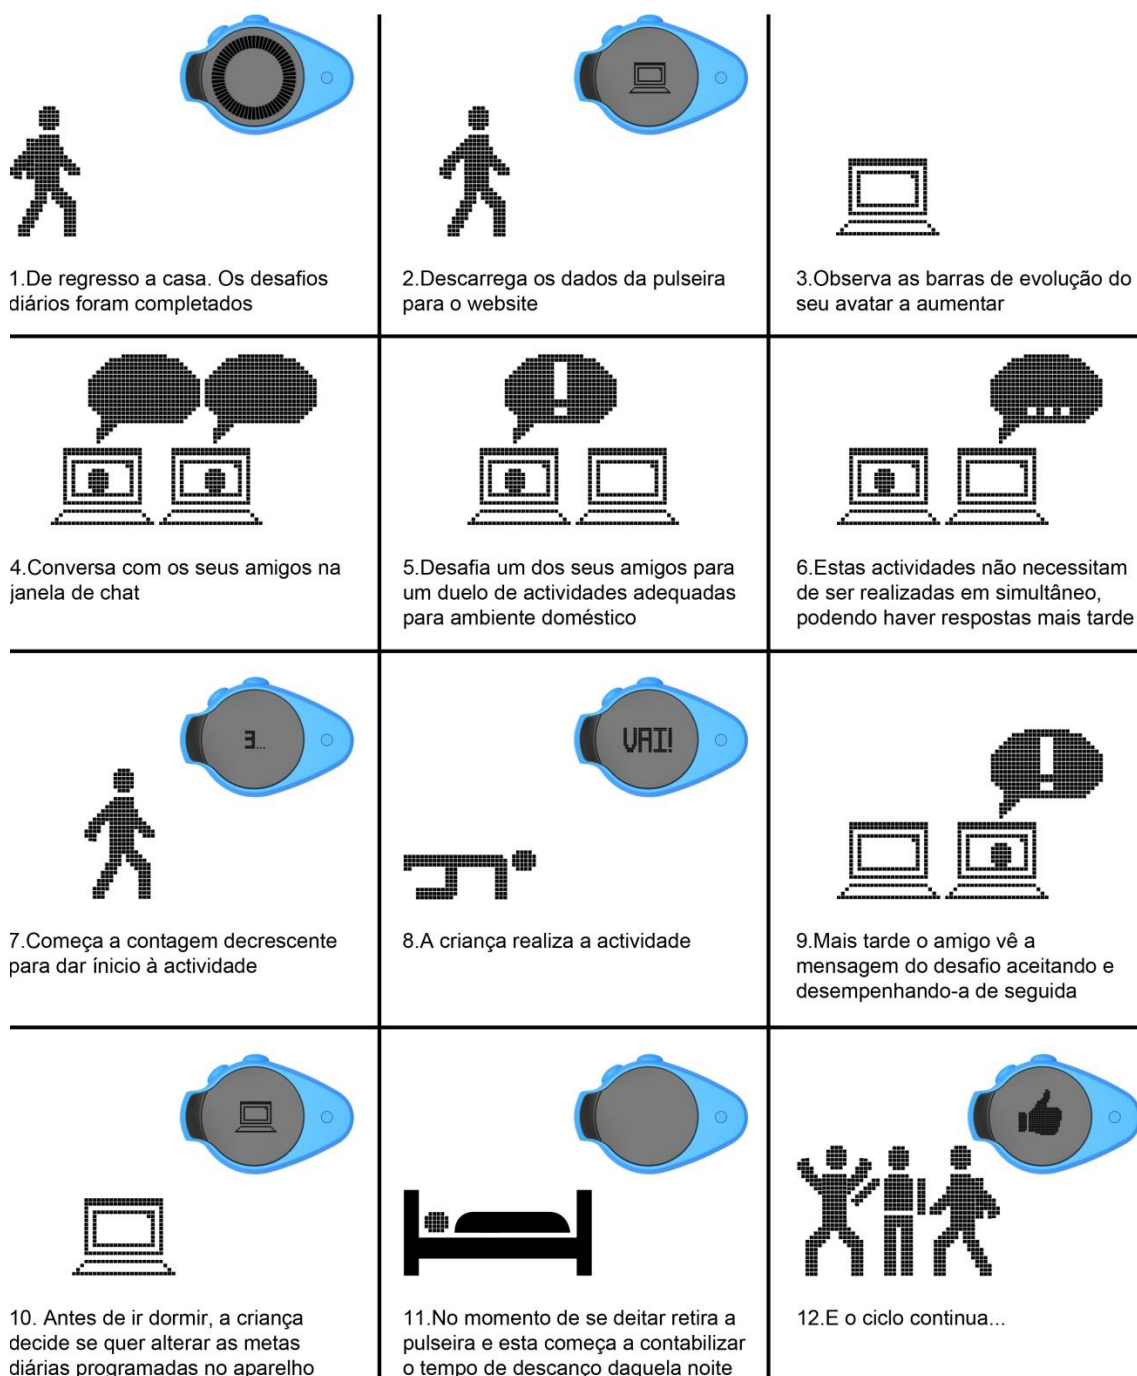 1.De regresso a casa. Os desafios
diários foram completados
2.Descarrega os dados da pulseira
para o website
3.Observa as barras de evolução do
seu avatar a aumentar
4.Conversa com os seus amigos na
janela de chat
5.Desafia um dos seus amigos para
um duelo de actividades adequadas
para ambiente doméstico
6.Estas actividades não necessitam
de ser realizadas em simultâneo,
podendo haver respostas mais tarde
3...
7.Começa a contagem decrescente
para dar ínicio à actividade
VAI!
8.A criança realiza a actividade
9.Mais tarde o amigo vê a
mensagem do desafio aceitando e
desempenhando-a de seguida
10. Antes de ir dormir, a criança
decide se quer alterar as metas
diárias programadas no aparelho
11.No momento de se deitar retira a
pulseira e esta começa a contabilizar
o tempo de descanço daquela noite
12.E o ciclo continua...